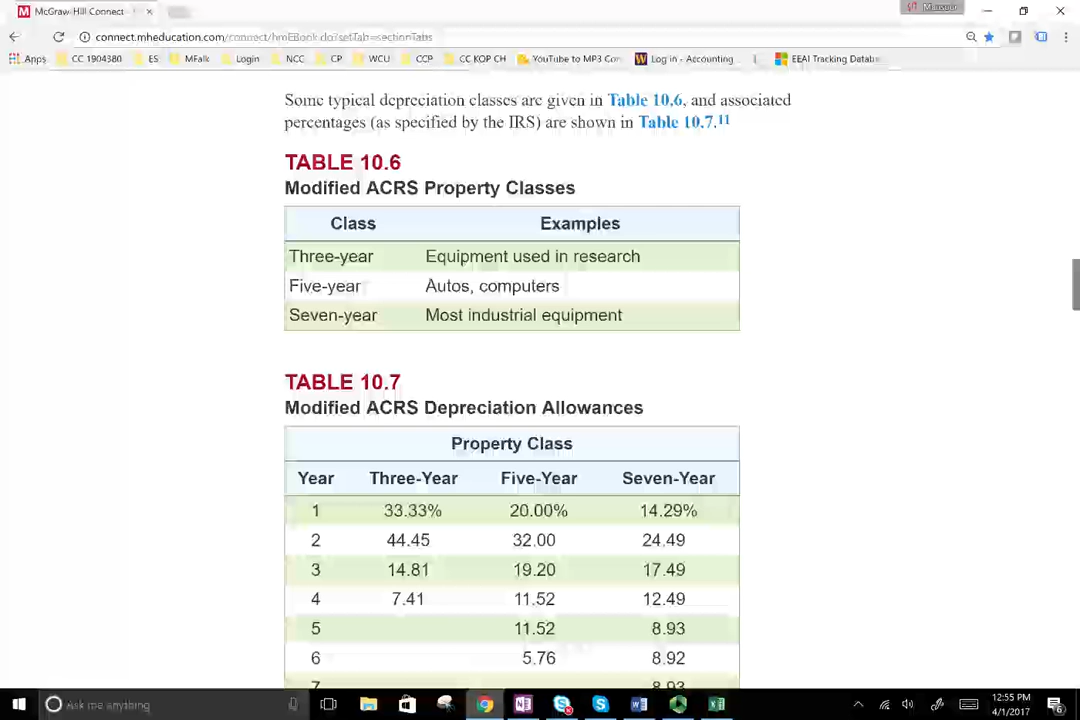 McGraw-Hill Connect
connect.mheducation.com/connect/hmEBook.do?setTab=sectionTabs
Apps CC 1904380 ES MFalk Login NCC CP WCU CCP CC KOP CH YouTube to MP3 Con Log in - Accounting EEAI Tracking Databa
Some typical depreciation classes are given in Table 10.6, and associated
percentages (as specified by the IRS) are shown in Table 10.7.11
TABLE 10.6
Modified ACRS Property Classes
Class Examples
Three-year Equipment used in research
Five-year Autos, computers
Seven-year Most industrial equipment
TABLE 10.7
Modified ACRS Depreciation Allowances
Property Class
Year Three-Year Five-Year Seven-Year
1 33.33% 20.00% 14.29%
2 44.45 32.00 24.49
3 14.81 19.20 17.49
4 7.41 11.52 12.49
5 11.52 8.93
6 5.76 8.92
7 8.93
Ask me anything
12:55 PM
4/1/2017